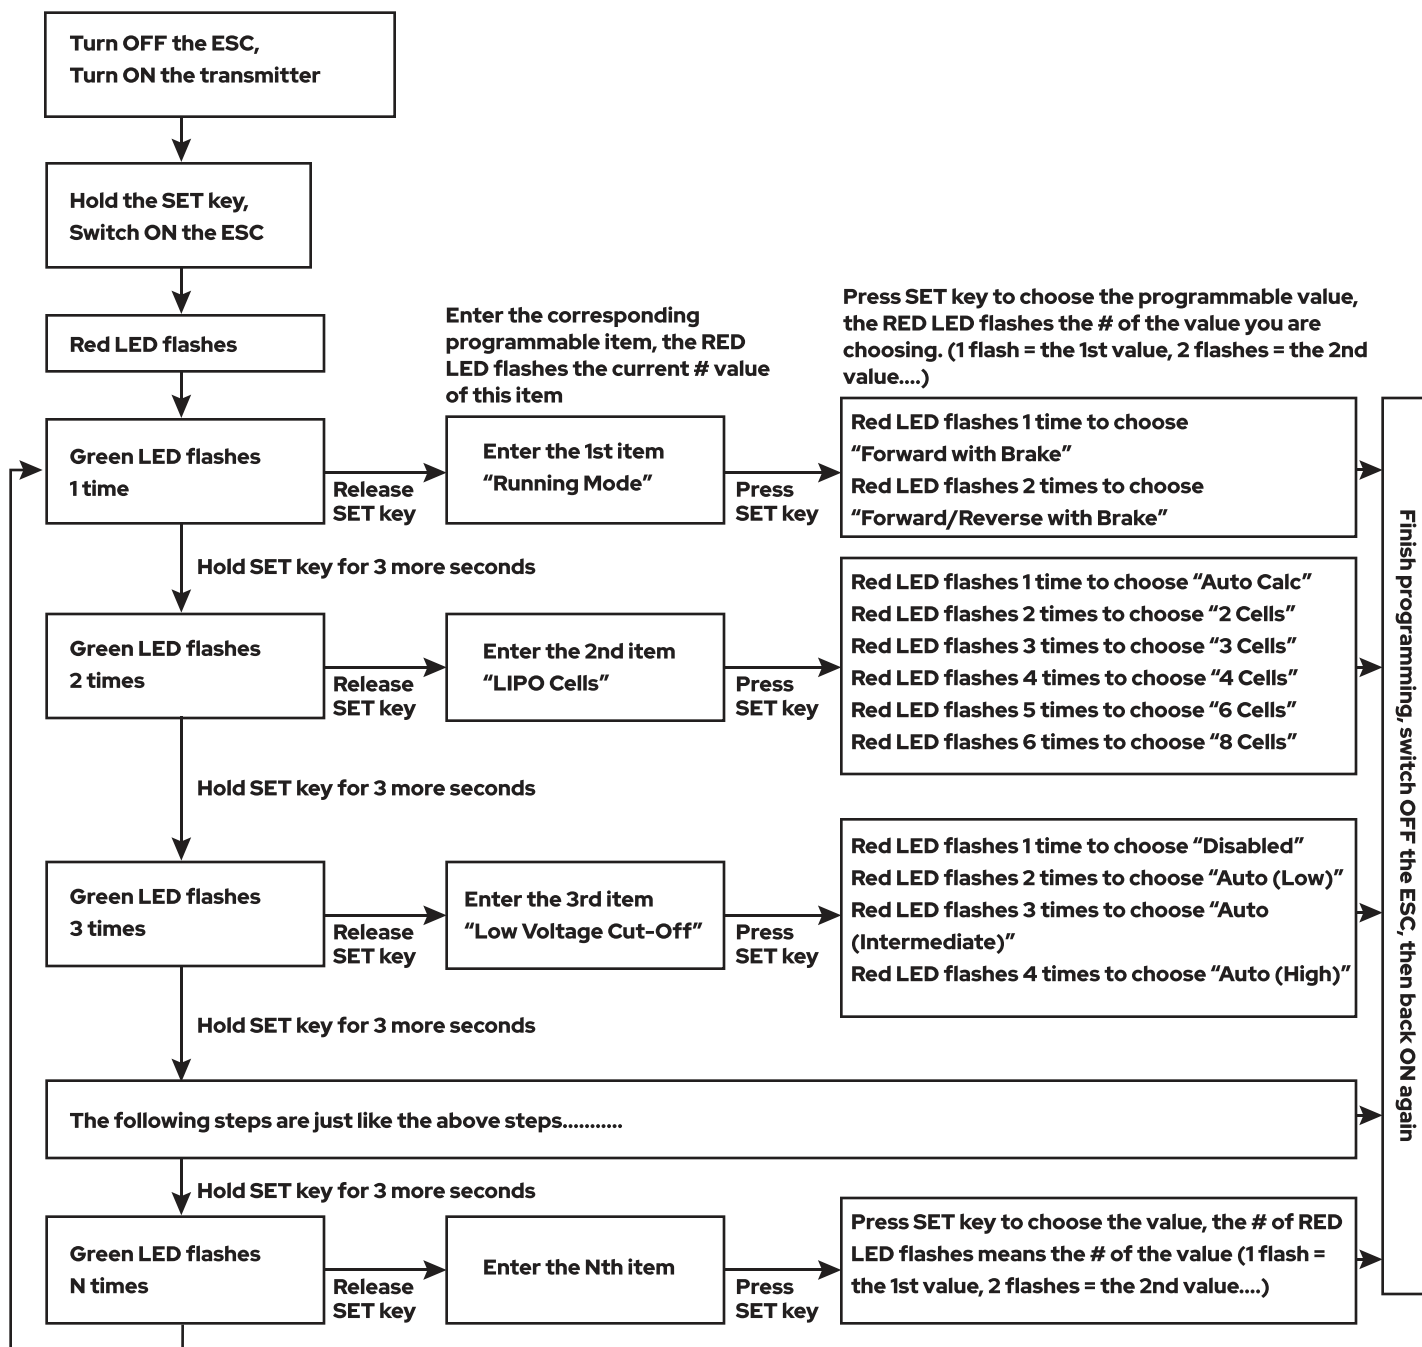 Turn OFF the ESC,
Turn ON the transmitter
Hold the SET key,
Switch ON the ESC
Red LED flashes
Enter the corresponding
programmable item, the RED
LED flashes the current # value
of this item
Press SET key to choose the programmable value,
the RED LED flashes the # of the value you are
choosing. (1 flash = the 1st value, 2 flashes = the 2nd
value....)
Green LED flashes
1 time
Release
SET key
Enter the 1st item
“Running Mode”
Press
SET key
Red LED flashes 1 time to choose
“Forward with Brake”
Red LED flashes 2 times to choose
“Forward/Reverse with Brake”
Hold SET key for 3 more seconds
Green LED flashes
2 times
Release
SET key
Enter the 2nd item
“LIPO Cells”
Press
SET key
Red LED flashes 1 time to choose “Auto Calc”
Red LED flashes 2 times to choose “2 Cells”
Red LED flashes 3 times to choose “3 Cells”
Red LED flashes 4 times to choose “4 Cells”
Red LED flashes 5 times to choose “6 Cells”
Red LED flashes 6 times to choose “8 Cells”
Hold SET key for 3 more seconds
Green LED flashes
3 times
Release
SET key
Enter the 3rd item
“Low Voltage Cut-Off”
Press
SET key
Red LED flashes 1 time to choose “Disabled”
Red LED flashes 2 times to choose “Auto (Low)”
Red LED flashes 3 times to choose “Auto
(Intermediate)”
Red LED flashes 4 times to choose “Auto (High)”
Hold SET key for 3 more seconds
The following steps are just like the above steps...........
Hold SET key for 3 more seconds
Green LED flashes
N times
Release
SET key
Enter the Nth item
Press
SET key
Press SET key to choose the value, the # of RED
LED flashes means the # of the value (1 flash =
the 1st value, 2 flashes = the 2nd value....)
Finish programming, switch OFF the ESC, then back ON again